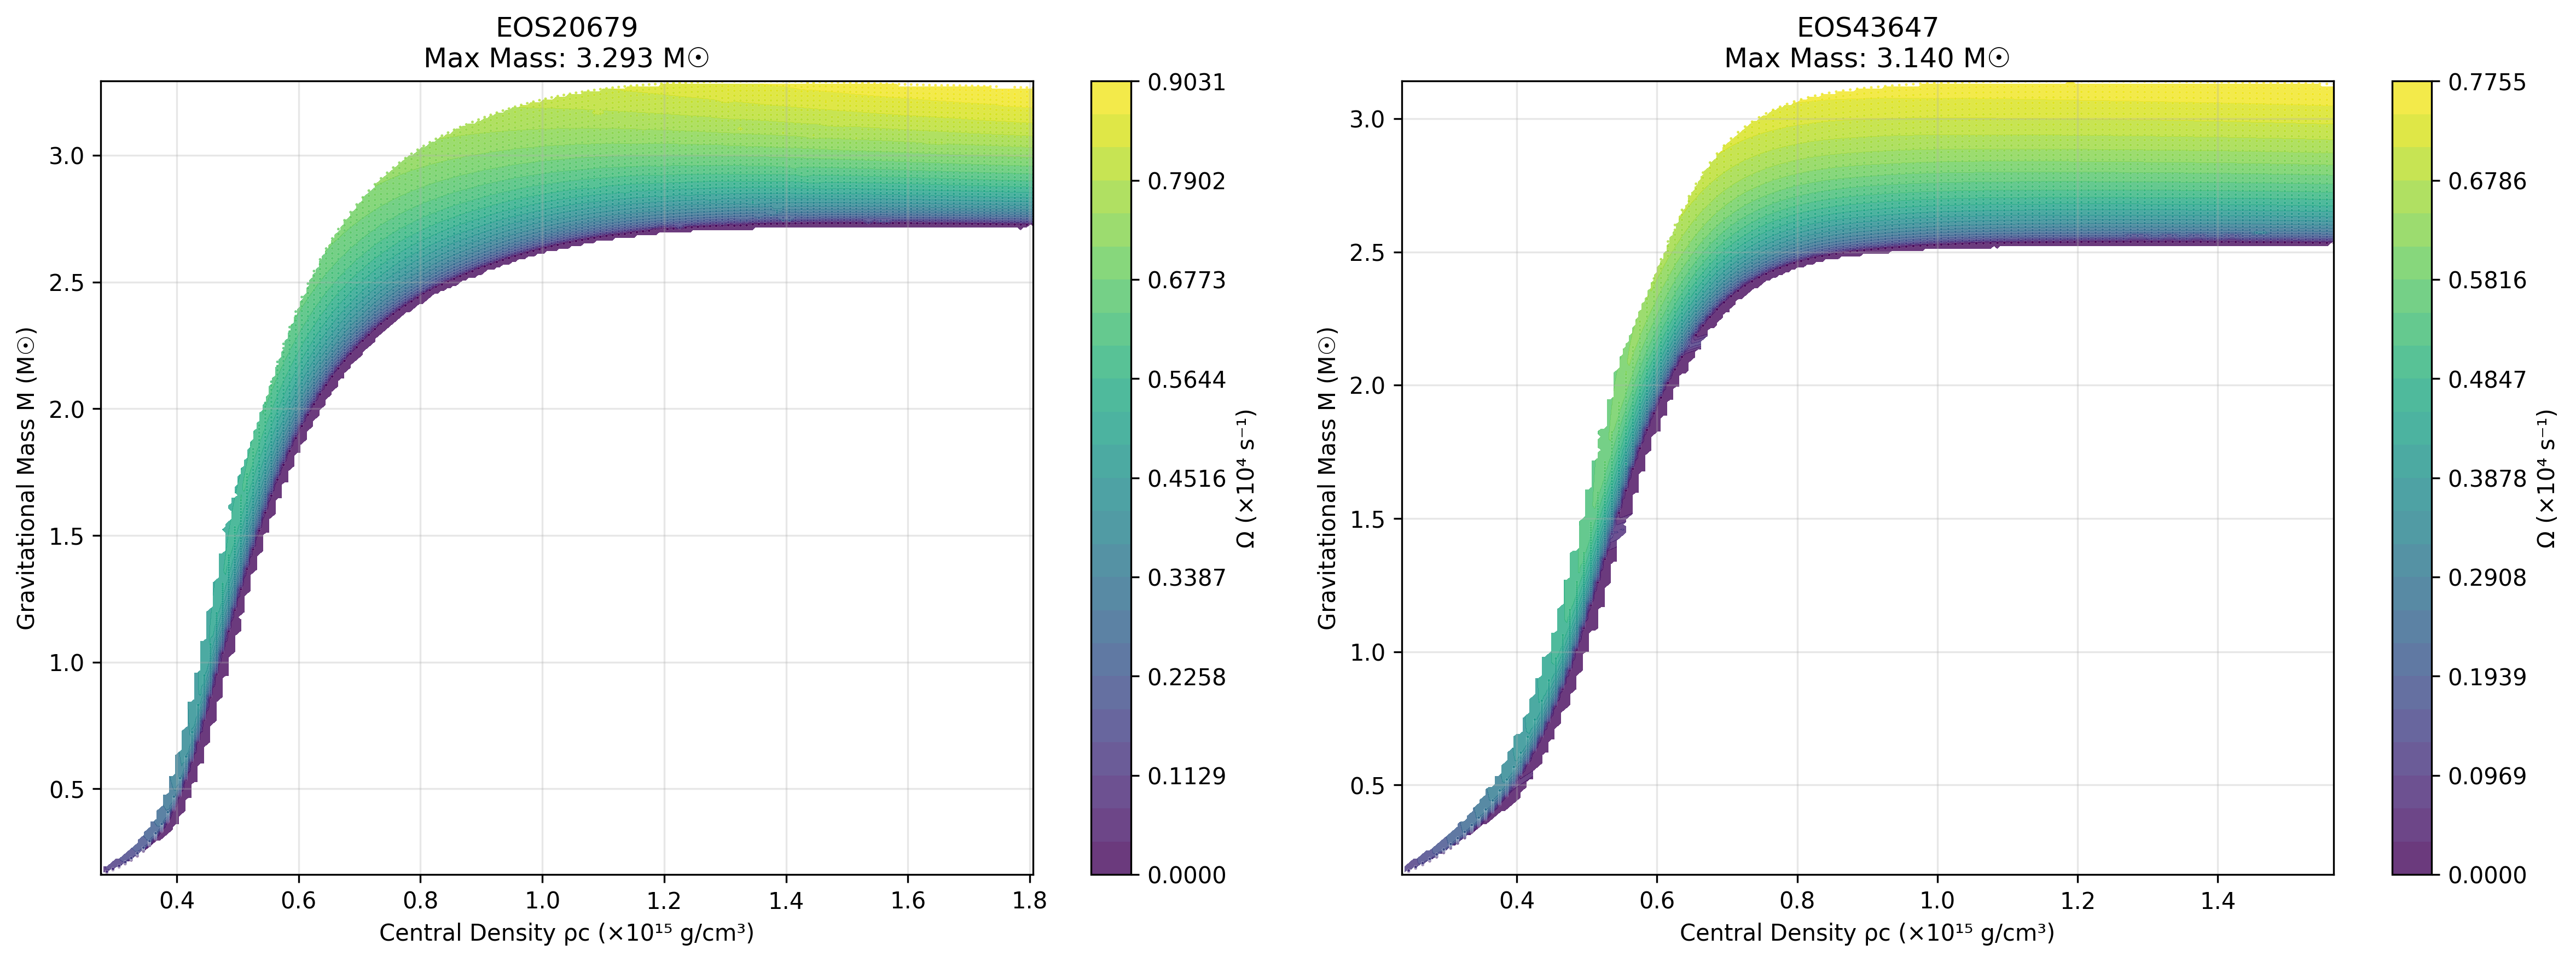 EOS20679
Max Mass: 3.293 M☉
3.0
2.5
2.0
1.5
1.0
0.5
Gravitational Mass M (M☉)
0.4 0.6 0.8 1.0 1.2 1.4 1.6 1.8
Central Density ρc (×10¹⁵ g/cm³)
0.9031
0.7902
0.6773
0.5644
0.4516
0.3387
0.2258
0.1129
0.0000
Ω (×10⁴ s⁻¹)
EOS43647
Max Mass: 3.140 M☉
3.0
2.5
2.0
1.5
1.0
0.5
Gravitational Mass M (M☉)
0.4 0.6 0.8 1.0 1.2 1.4
Central Density ρc (×10¹⁵ g/cm³)
0.7755
0.6786
0.5816
0.4847
0.3878
0.2908
0.1939
0.0969
0.0000
Ω (×10⁴ s⁻¹)